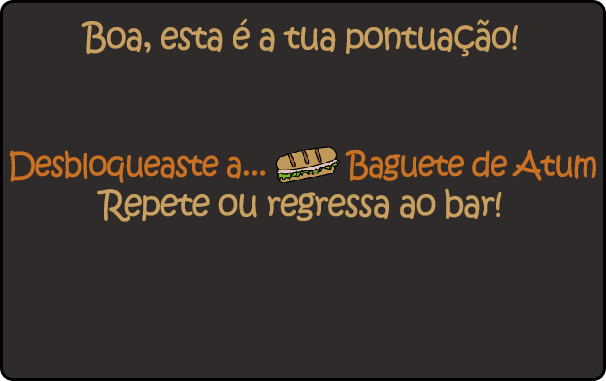 Boa, esta é a tua pontuação!
Desbloqueaste a... Baguete de Atum
Repete ou regressa ao bar!